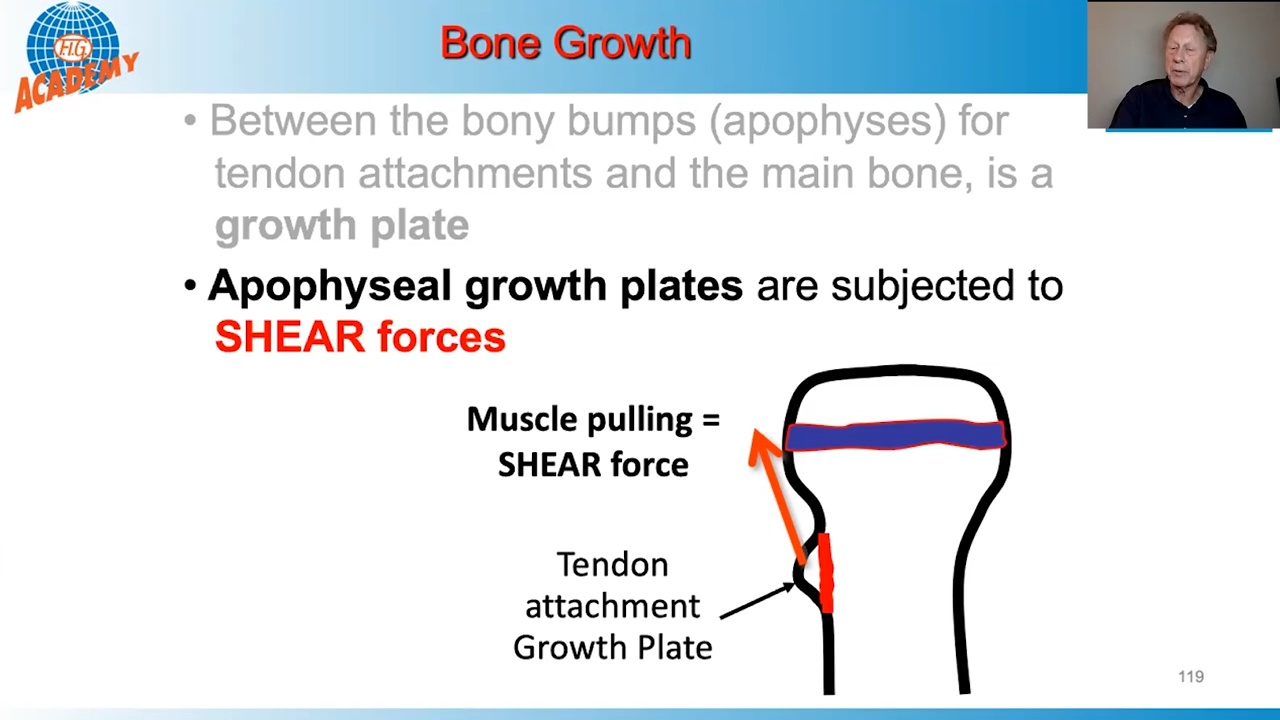 F.I.G.
ACADEMY
Bone Growth
• Between the bony bumps (apophyses) for
tendon attachments and the main bone, is a
growth plate
• Apophyseal growth plates are subjected to
SHEAR forces
Muscle pulling =
SHEAR force
Tendon
attachment
Growth Plate
119